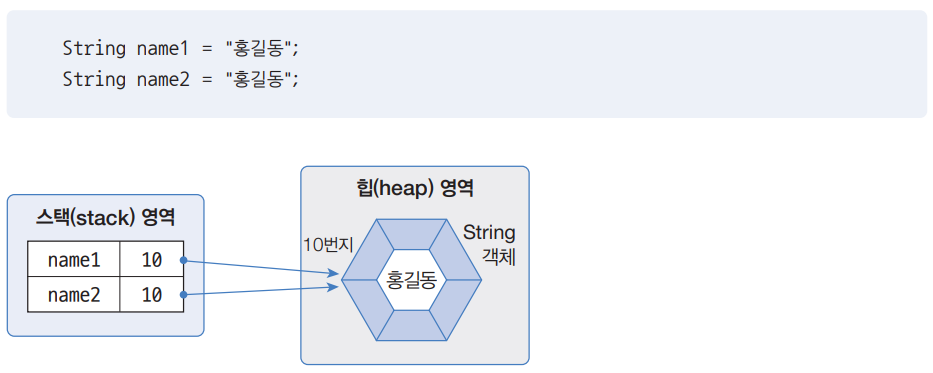 String name1 = "홍길동";
String name2 = "홍길동";
힙(heap) 영역
스택(stack) 영역
10번지
String
객체
name1 10
홍길동
name2 10